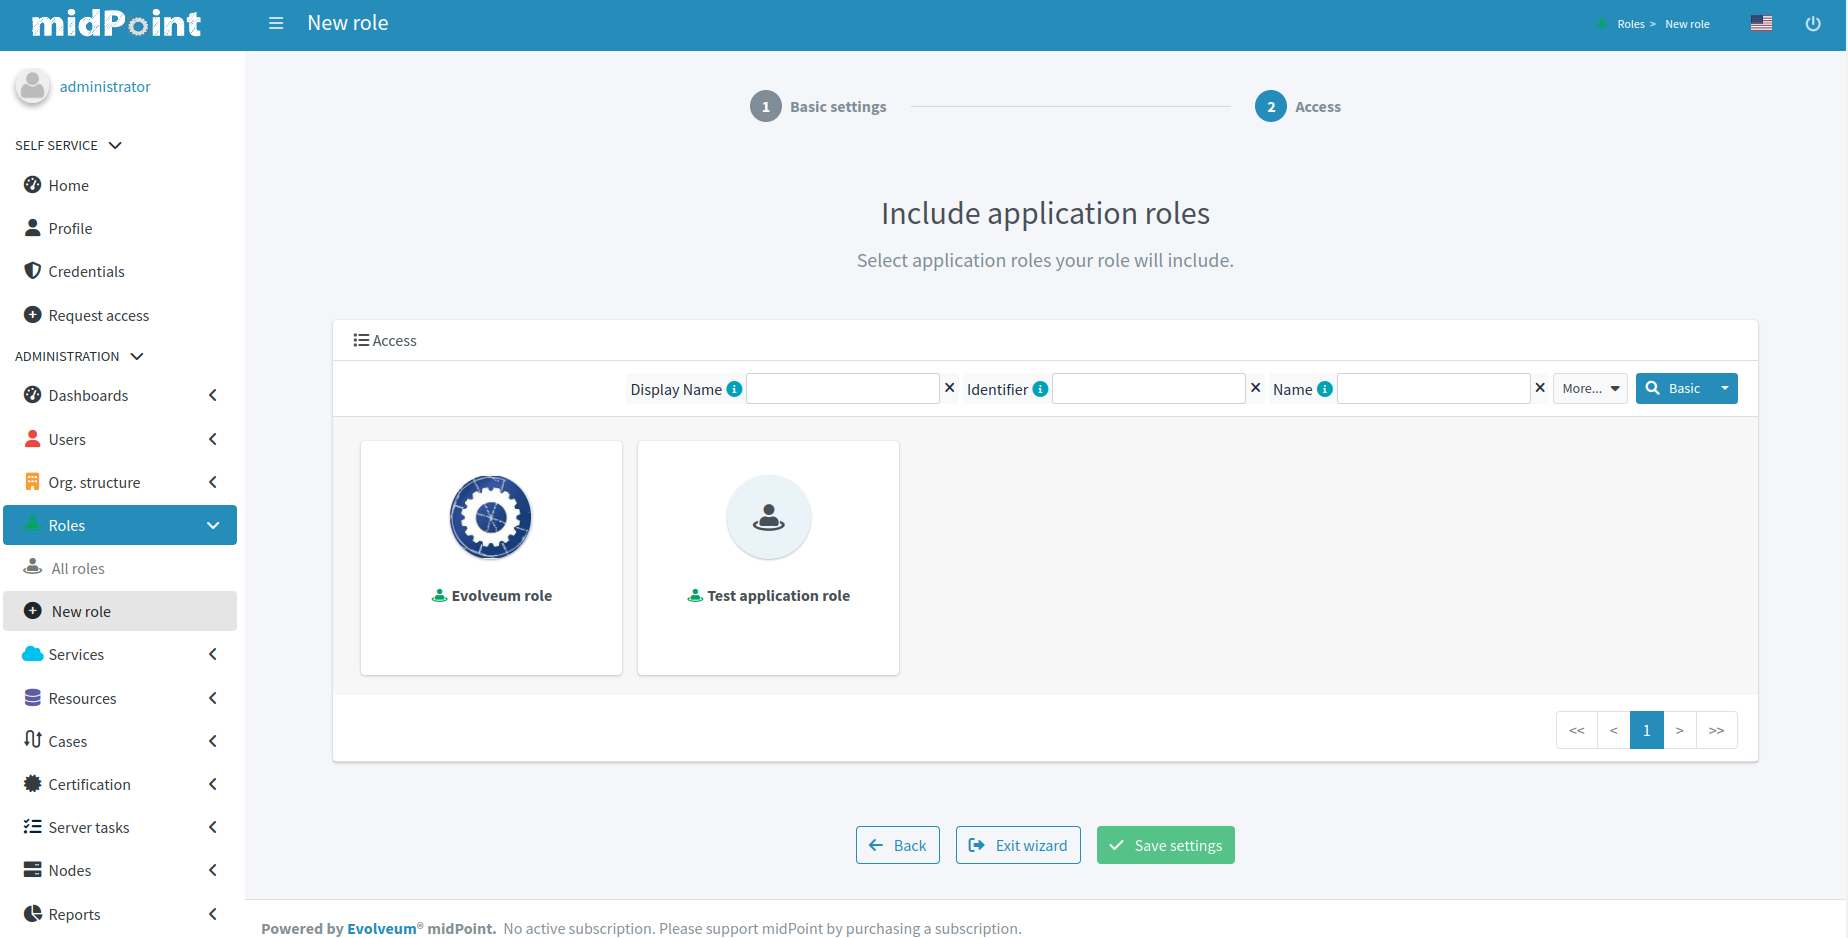 midPoint
New role
Roles > New role
administrator
SELF SERVICE
Home
Profile
Credentials
Request access
ADMINISTRATION
Dashboards
Users
Org. structure
Roles
All roles
New role
Services
Resources
Cases
Certification
Server tasks
Nodes
Reports
1 Basic settings
2 Access
Include application roles
Select application roles your role will include.
Access
Display Name Identifier Name More... Basic
Evolveum role
Test application role
<< < 1 > >>
Back Exit wizard Save settings
Powered by Evolveum® midPoint. No active subscription. Please support midPoint by purchasing a subscription.